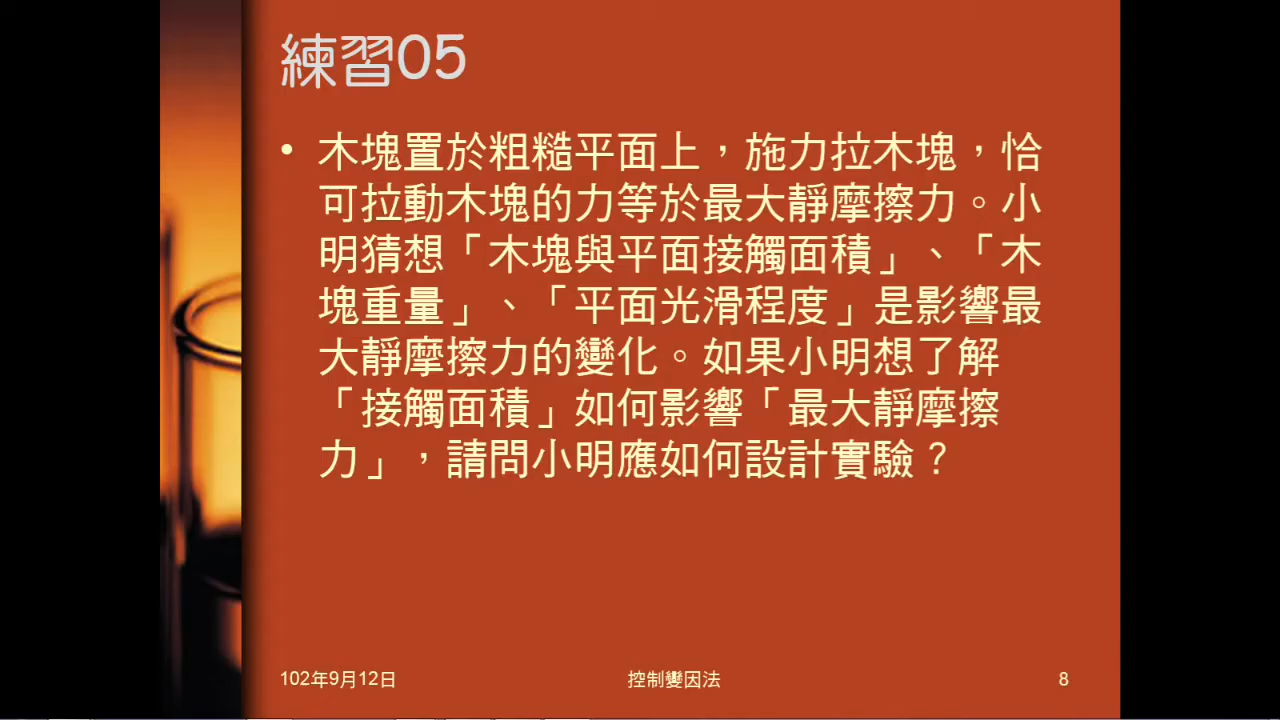 練習05
• 木塊置於粗糙平面上，施力拉木塊，恰
可拉動木塊的力等於最大靜摩擦力。小
明猜想「木塊與平面接觸面積」、「木
塊重量」、「平面光滑程度」是影響最
大靜摩擦力的變化。如果小明想了解
「接觸面積」如何影響「最大靜摩擦
力」，請問小明應如何設計實驗？
102年9月12日 控制變因法 8